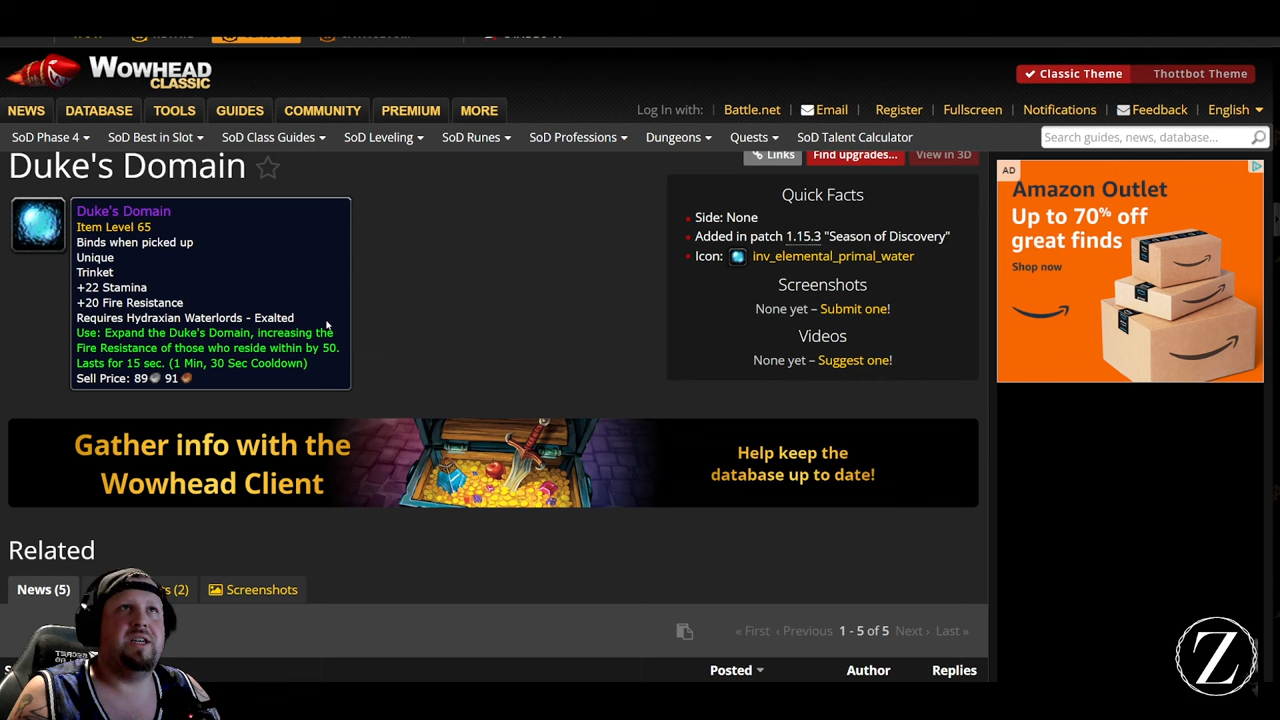 WOWHEAD
CLASSIC
Classic Theme
Thottbot Theme
NEWS DATABASE TOOLS GUIDES COMMUNITY PREMIUM MORE
Log In with: Battle.net Email Register Fullscreen Notifications Feedback English
SoD Phase 4 SoD Best in Slot SoD Class Guides SoD Leveling SoD Runes SoD Professions Dungeons Quests SoD Talent Calculator
Search guides, news, database...
Duke's Domain
Links Find upgrades... View in 3D
Duke's Domain
Item Level 65
Binds when picked up
Unique
Trinket
+22 Stamina
+20 Fire Resistance
Requires Hydraxian Waterlords - Exalted
Use: Expand the Duke's Domain, increasing the
Fire Resistance of those who reside within by 50.
Lasts for 15 sec. (1 Min, 30 Sec Cooldown)
Sell Price: 89 91
Quick Facts
Side: None
Added in patch 1.15.3 "Season of Discovery"
Icon: inv_elemental_primal_water
Screenshots
None yet – Submit one!
Videos
None yet – Suggest one!
AD
Amazon Outlet
Up to 70% off
great finds
Shop now
Gather info with the
Wowhead Client
Help keep the
database up to date!
Related
News (5)
(2)
Screenshots
« First ‹ Previous 1 - 5 of 5 Next › Last »
Posted Author Replies
SECRET
LAB
Z